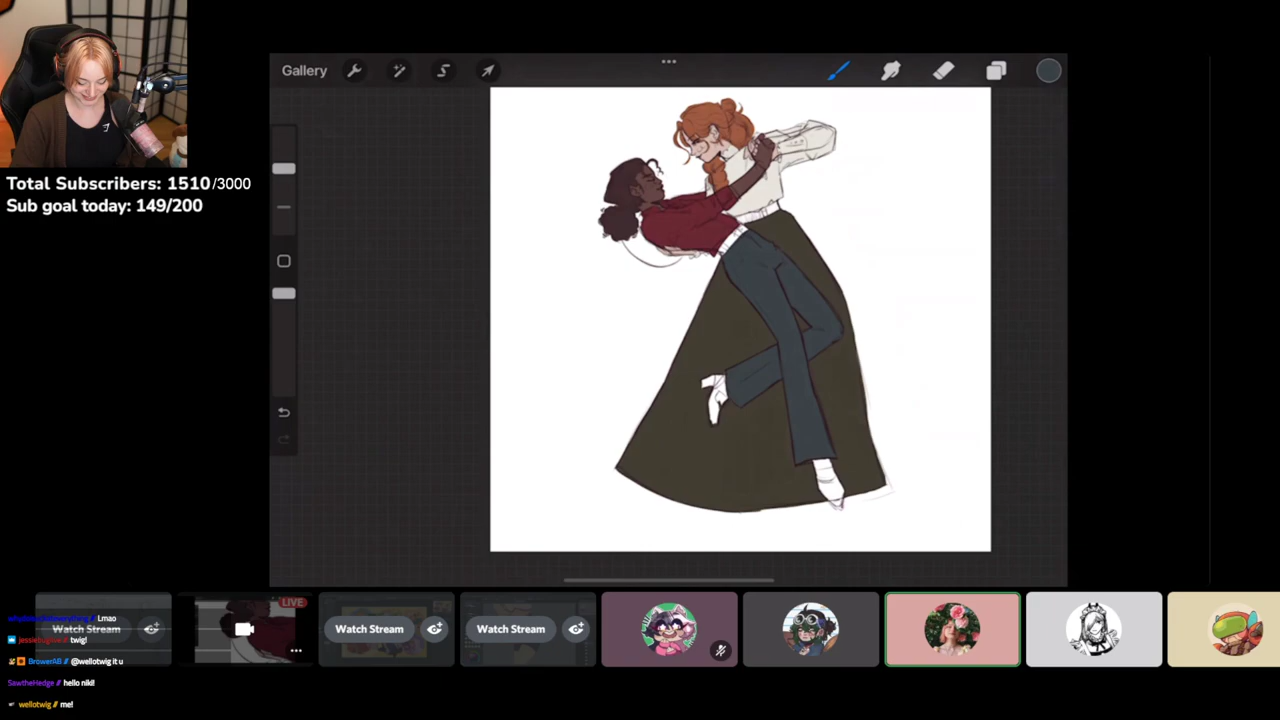 Gallery
Total Subscribers: 1510/3000
Sub goal today: 149/200
LIVE
Watch Stream
Watch Stream
Watch Stream
Lmao
twig!
BrowerAB // @wellotwig it u
SawtheHedge // hello niki!
wellotwig // me!